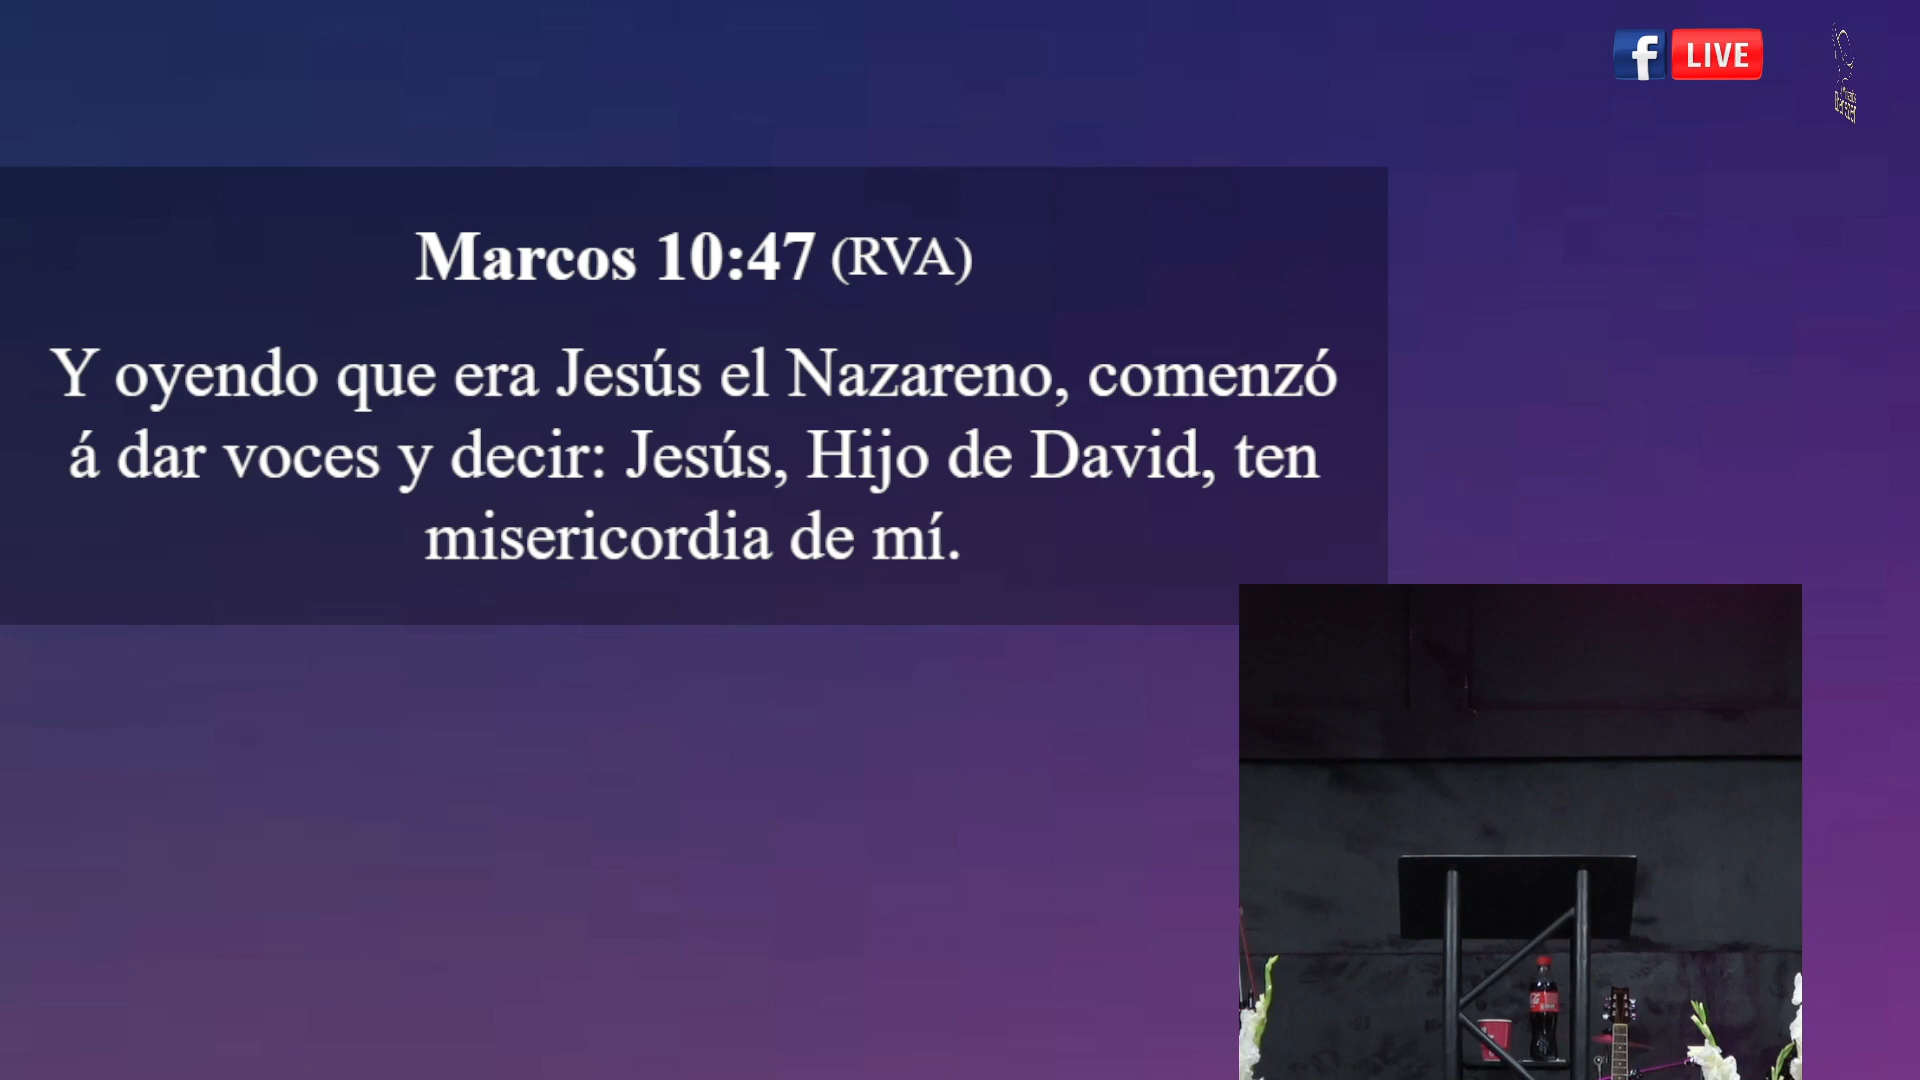 f LIVE
Marcos 10:47 (RVA)
Y oyendo que era Jesús el Nazareno, comenzó
á dar voces y decir: Jesús, Hijo de David, ten
misericordia de mí.